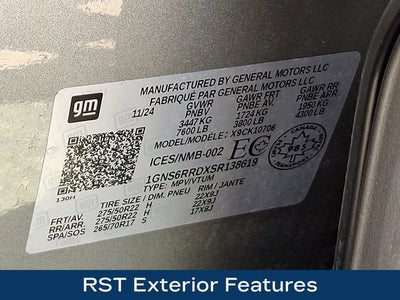 gm
MANUFACTURED BY GENERAL MOTORS LLC
FABRIQUÉ PAR GENERAL MOTORS LLC
11/24 GVWR GAWR FRT GAWR RR
PNBV PNBE AV. PNBE ARR.
3447 KG 1724 KG 1950 KG
7600 LB 3800 LB 4300 LB
MODEL/MODELE: X9CK10706
ICES/NMB-002 EC 985
1GNS6RRDXSR138619
TYPE: MPV/VTUM
130H
TIRE SIZE / DIM. PNEU RIM / JANTE
FRT/AV. 275/50R22 H 22X9J
RR/ARR. 275/50R22 H 22X9J
SPA/SOS 265/70R17 S 17X8J
RST Exterior Features